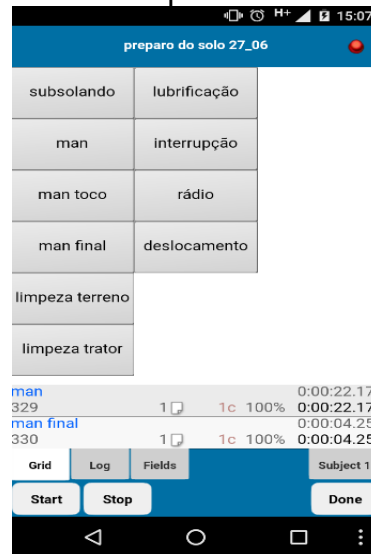 H+ 15:07
preparo do solo 27_06
subsolando lubrificação
man interrupção
man toco rádio
man final deslocamento
limpeza terreno
limpeza trator
man 0:00:22.17
329 1 1c 100% 0:00:22.17
man final 0:00:04.25
330 1 1c 100% 0:00:04.25
Grid Log Fields Subject 1
Start Stop Done